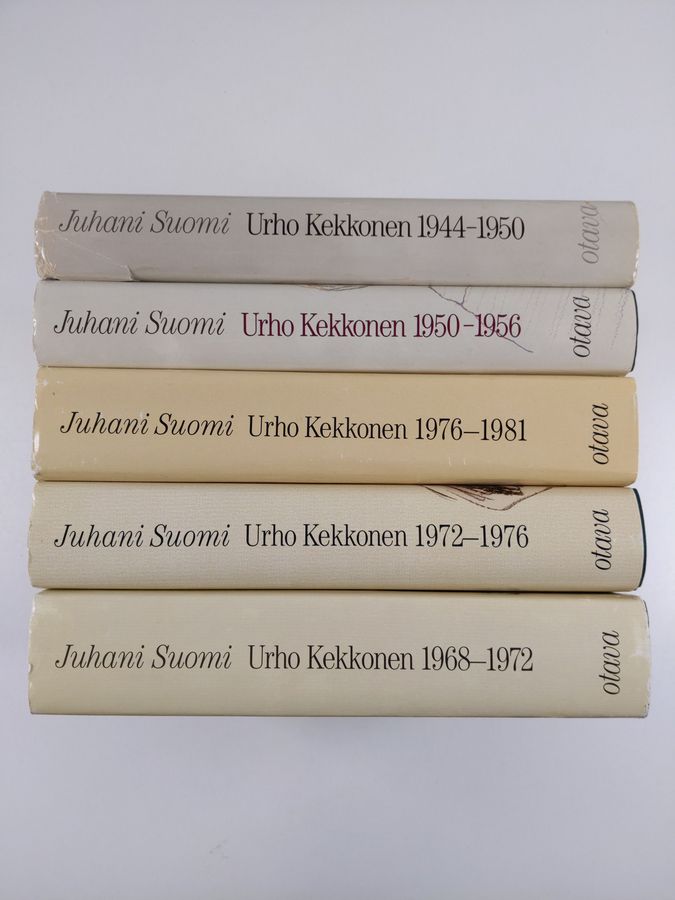 Juhani Suomi Urho Kekkonen 1944–1950 otava
Juhani Suomi Urho Kekkonen 1950–1956 otava
Juhani Suomi Urho Kekkonen 1976–1981 otava
Juhani Suomi Urho Kekkonen 1972–1976 otava
Juhani Suomi Urho Kekkonen 1968–1972 otava